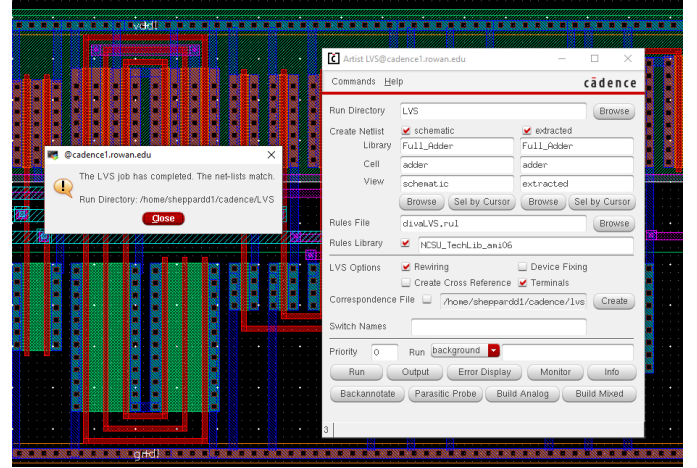 vdd!
Artist LVS@cadence1.rowan.edu
Commands Help
cādence
Run Directory LVS Browse
Create Netlist schematic extracted
Library Full_Adder Full_Adder
Cell adder adder
View schematic extracted
Browse Sel by Cursor Browse Sel by Cursor
Rules File divaLVS.rul Browse
Rules Library NCSU_TechLib_ami06
LVS Options Rewiring Device Fixing
Create Cross Reference Terminals
Correspondence File /home/sheppardd1/cadence/lvs Create
Switch Names
Priority 0 Run background
Run Output Error Display Monitor Info
Backannotate Parasitic Probe Build Analog Build Mixed
3
@cadence1.rowan.edu
The LVS job has completed. The net-lists match.
Run Directory: /home/sheppardd1/cadence/LVS
Close
gnd!